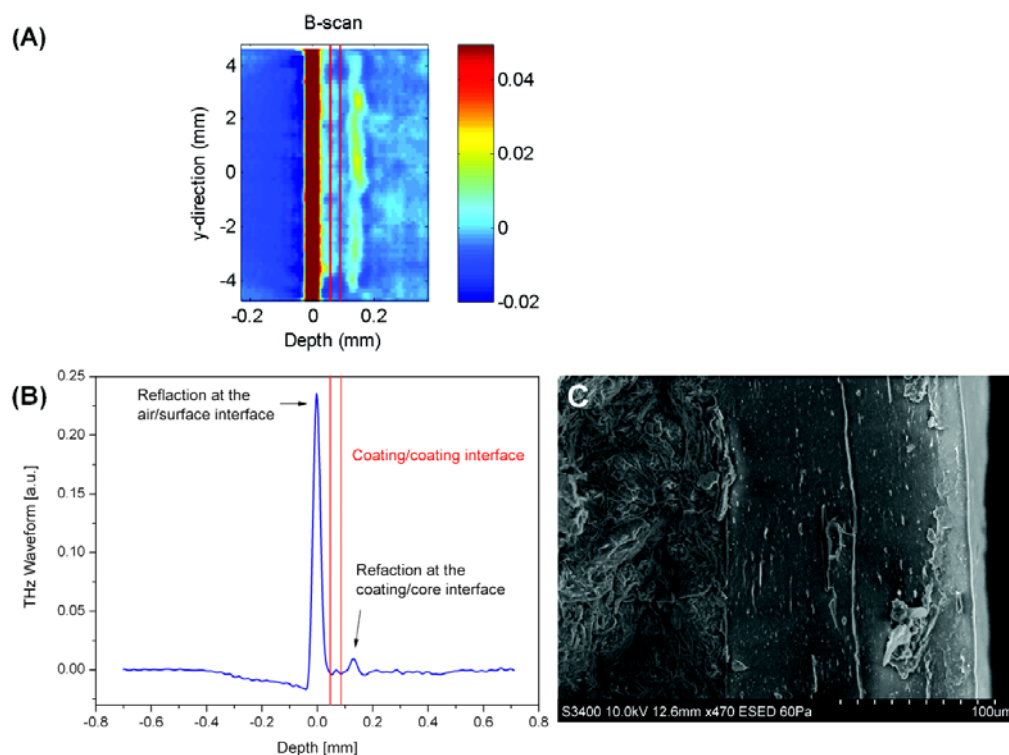 (A)
B-scan
y-direction (mm)
4
2
0
-2
-4
-0.2 0 0.2
Depth (mm)
0.04
0.02
0
-0.02
(B)
THz Waveform [a.u.]
0.25
0.20
0.15
0.10
0.05
0.00
-0.8 -0.6 -0.4 -0.2 0.0 0.2 0.4 0.6 0.8
Depth [mm]
Reflaction at the
air/surface interface
Coating/coating interface
Refaction at the
coating/core interface
C
S3400 10.0kV 12.6mm x470 ESED 60Pa
100um